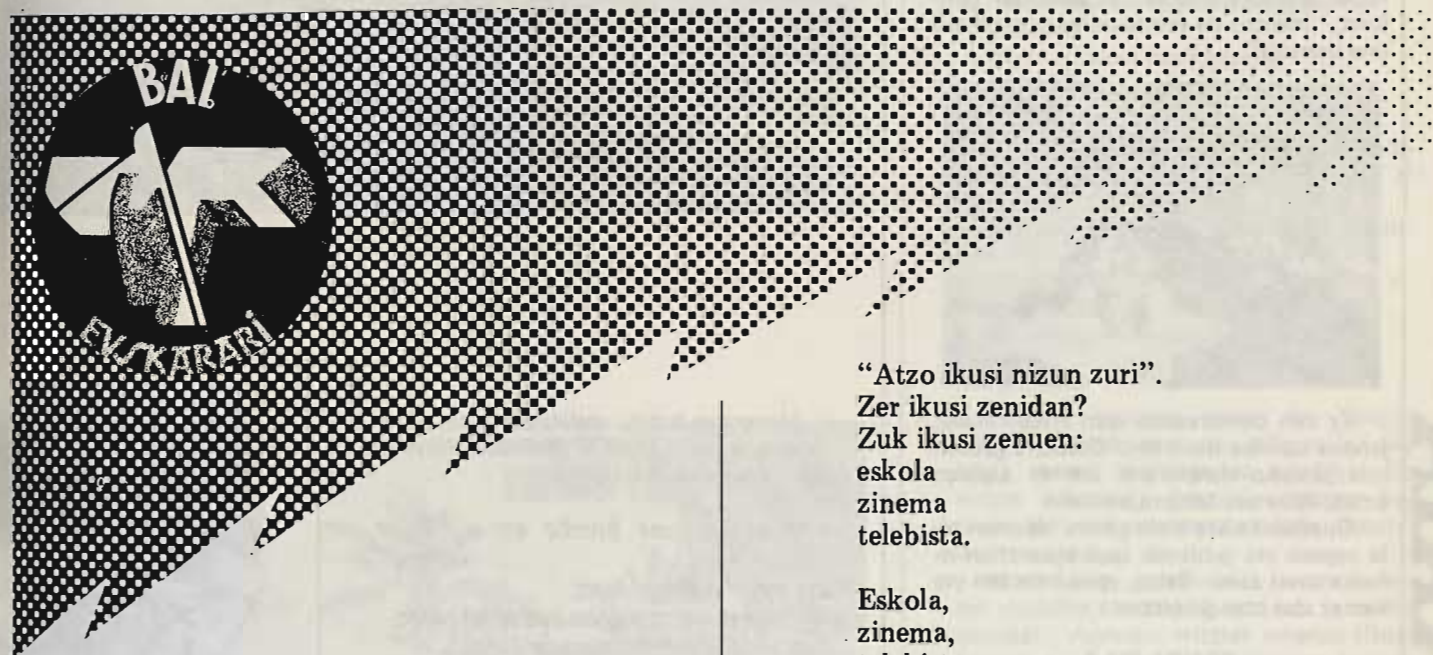 BAI
EUSKARARI
“Atzo ikusi nizun zuri”.
Zer ikusi zenidan?
Zuk ikusi zenuen:
eskola
zinema
telebista.
Eskola,
zinema,